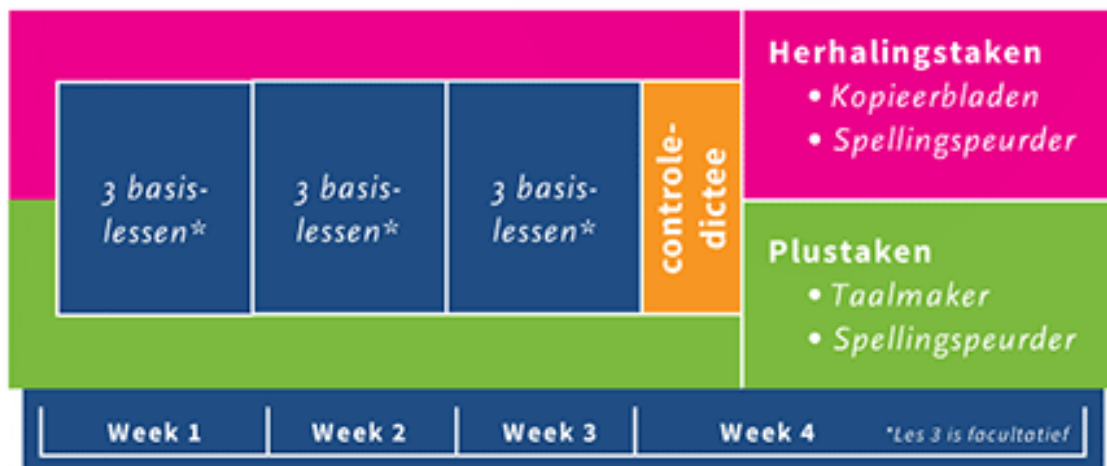 Herhalingstaken
• Kopieerbladen
• Spellingspeurder
3 basis-
lessen*
3 basis-
lessen*
3 basis-
lessen*
controle-
dictee
Plustaken
• Taalmaker
• Spellingspeurder
Week 1
Week 2
Week 3
Week 4
*Les 3 is facultatief